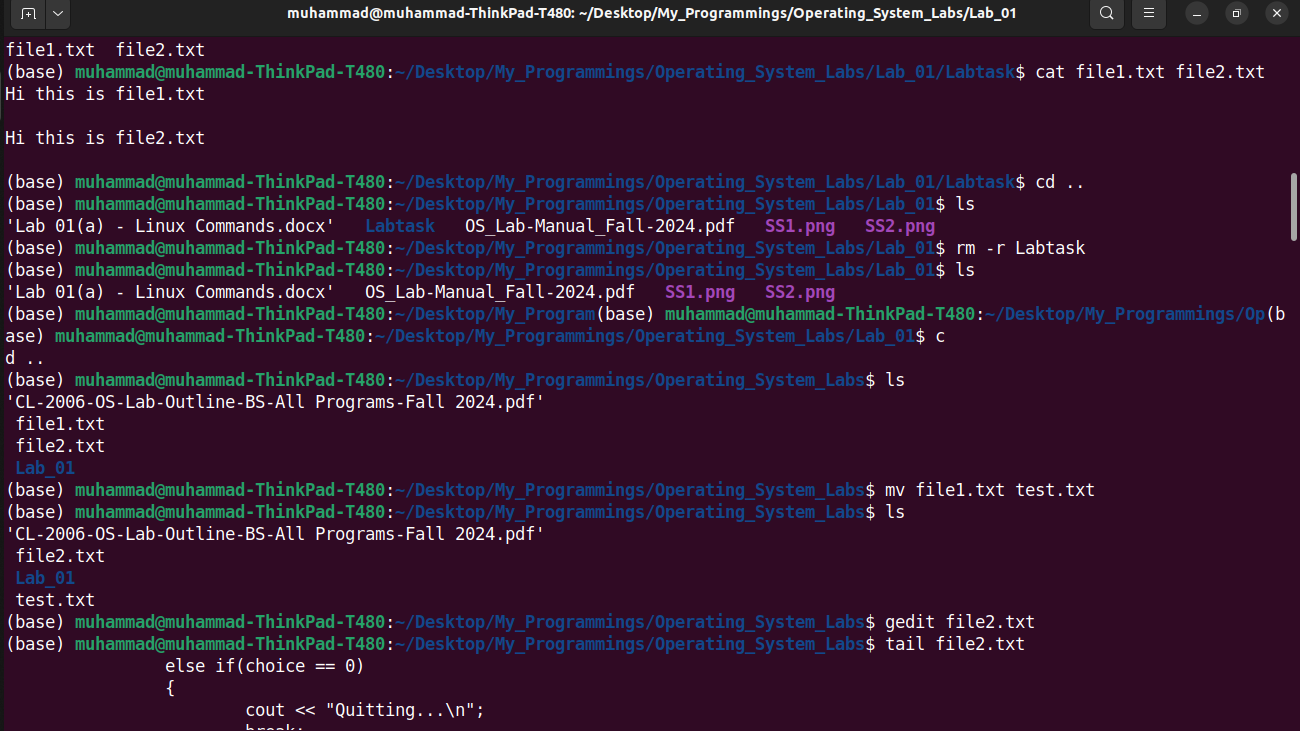 muhammad@muhammad-ThinkPad-T480: ~/Desktop/My_Programmings/Operating_System_Labs/Lab_01
file1.txt  file2.txt
(base) muhammad@muhammad-ThinkPad-T480:~/Desktop/My_Programmings/Operating_System_Labs/Lab_01/Labtask$ cat file1.txt file2.txt
Hi this is file1.txt

Hi this is file2.txt

(base) muhammad@muhammad-ThinkPad-T480:~/Desktop/My_Programmings/Operating_System_Labs/Lab_01/Labtask$ cd ..
(base) muhammad@muhammad-ThinkPad-T480:~/Desktop/My_Programmings/Operating_System_Labs/Lab_01$ ls
'Lab 01(a) - Linux Commands.docx'   Labtask   OS_Lab-Manual_Fall-2024.pdf   SS1.png   SS2.png
(base) muhammad@muhammad-ThinkPad-T480:~/Desktop/My_Programmings/Operating_System_Labs/Lab_01$ rm -r Labtask
(base) muhammad@muhammad-ThinkPad-T480:~/Desktop/My_Programmings/Operating_System_Labs/Lab_01$ ls
'Lab 01(a) - Linux Commands.docx'   OS_Lab-Manual_Fall-2024.pdf   SS1.png   SS2.png
(base) muhammad@muhammad-ThinkPad-T480:~/Desktop/My_Program(base) muhammad@muhammad-ThinkPad-T480:~/Desktop/My_Programmings/Op(b
ase) muhammad@muhammad-ThinkPad-T480:~/Desktop/My_Programmings/Operating_System_Labs/Lab_01$ c
d ..
(base) muhammad@muhammad-ThinkPad-T480:~/Desktop/My_Programmings/Operating_System_Labs$ ls
'CL-2006-OS-Lab-Outline-BS-All Programs-Fall 2024.pdf'
 file1.txt
 file2.txt
 Lab_01
(base) muhammad@muhammad-ThinkPad-T480:~/Desktop/My_Programmings/Operating_System_Labs$ mv file1.txt test.txt
(base) muhammad@muhammad-ThinkPad-T480:~/Desktop/My_Programmings/Operating_System_Labs$ ls
'CL-2006-OS-Lab-Outline-BS-All Programs-Fall 2024.pdf'
 file2.txt
 Lab_01
 test.txt
(base) muhammad@muhammad-ThinkPad-T480:~/Desktop/My_Programmings/Operating_System_Labs$ gedit file2.txt
(base) muhammad@muhammad-ThinkPad-T480:~/Desktop/My_Programmings/Operating_System_Labs$ tail file2.txt
                else if(choice == 0)
                {
                        cout << "Quitting...\n";
                        break;